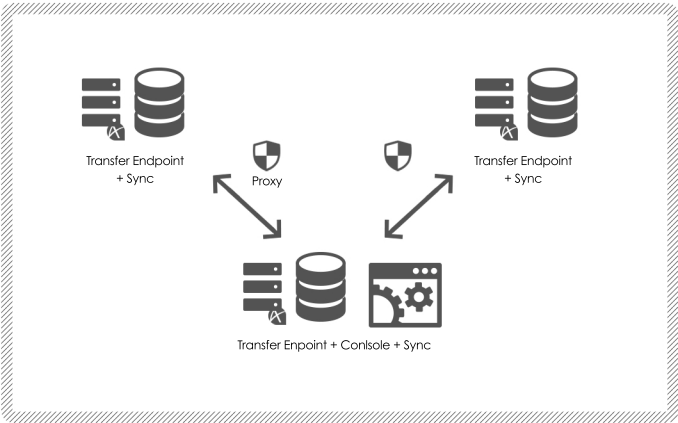 Transfer Endpoint
+ Sync
Transfer Endpoint
+ Sync
Proxy
Transfer Enpoint + Conlsole + Sync